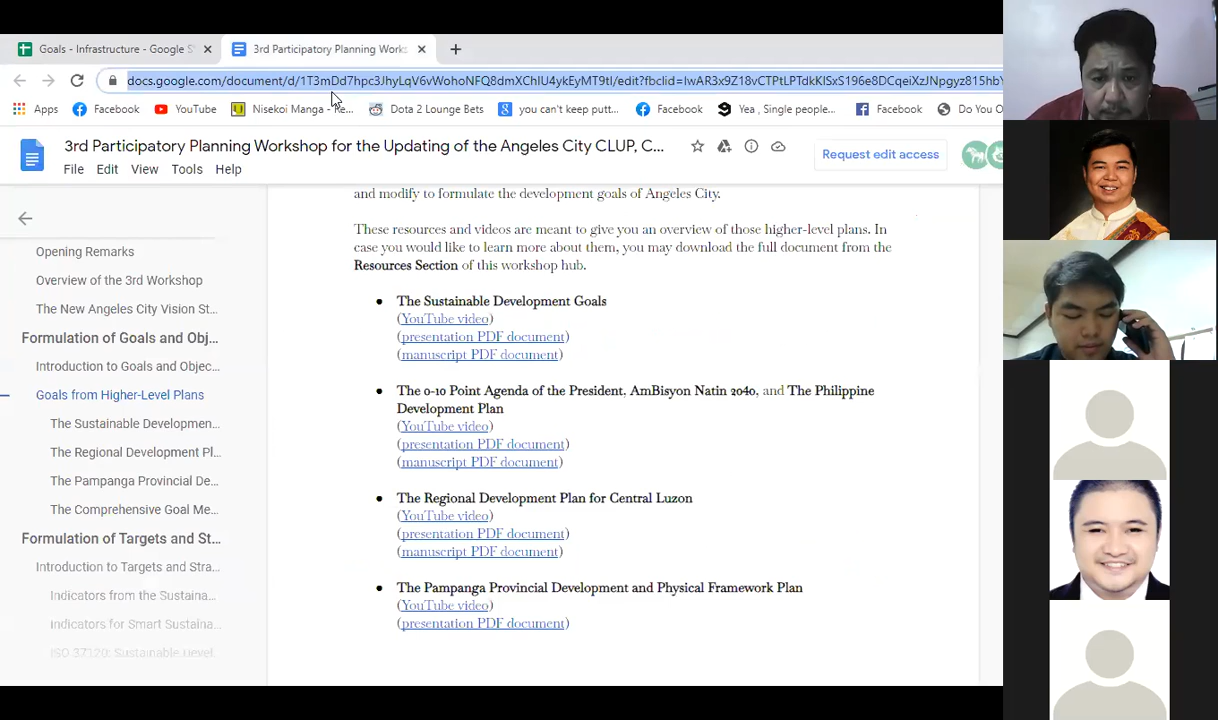 Goals - Infrastructure - Google S
3rd Participatory Planning Works
docs.google.com/document/d/1T3mDd7hpc3JhyLqV6vWohoNFQ8dmXChIU4ykEyMT9tI/edit?fbclid=IwAR3x9Z18vCTPtLPTdkKlSxS196e8DCqeiXzJNpgyz815hbY
Apps Facebook YouTube Nisekoi Manga - Re... Dota 2 Lounge Bets you can't keep putt... Facebook Yea , Single people... Facebook Do You O
3rd Participatory Planning Workshop for the Updating of the Angeles City CLUP, C...
Request edit access
File Edit View Tools Help
and modify to formulate the development goals of Angeles City.
These resources and videos are meant to give you an overview of those higher-level plans. In
case you would like to learn more about them, you may download the full document from the
Resources Section of this workshop hub.
• The Sustainable Development Goals
(YouTube video)
(presentation PDF document)
(manuscript PDF document)
• The 0-10 Point Agenda of the President, AmBisyon Natin 2040, and The Philippine
Development Plan
(YouTube video)
(presentation PDF document)
(manuscript PDF document)
• The Regional Development Plan for Central Luzon
(YouTube video)
(presentation PDF document)
(manuscript PDF document)
• The Pampanga Provincial Development and Physical Framework Plan
(YouTube video)
(presentation PDF document)
Opening Remarks
Overview of the 3rd Workshop
The New Angeles City Vision St...
Formulation of Goals and Obj...
Introduction to Goals and Objec...
Goals from Higher-Level Plans
The Sustainable Developmen...
The Regional Development Pl...
The Pampanga Provincial De...
The Comprehensive Goal Me...
Formulation of Targets and St...
Introduction to Targets and Stra...
Indicators from the Sustaina...
Indicators for Smart Sustaina...
ISO 37120: Sustainable Devel...